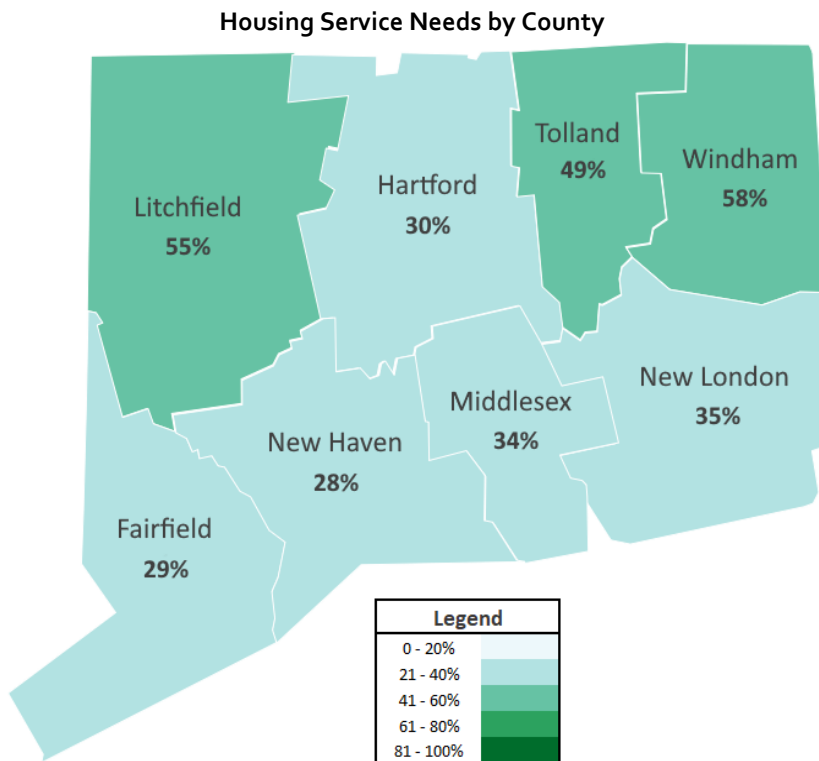 Housing Service Needs by County
Tolland
49%
Windham
58%
Hartford
30%
Litchfield
55%
New London
35%
Middlesex
34%
New Haven
28%
Fairfield
29%
Legend
0 - 20%
21 - 40%
41 - 60%
61 - 80%
81 - 100%